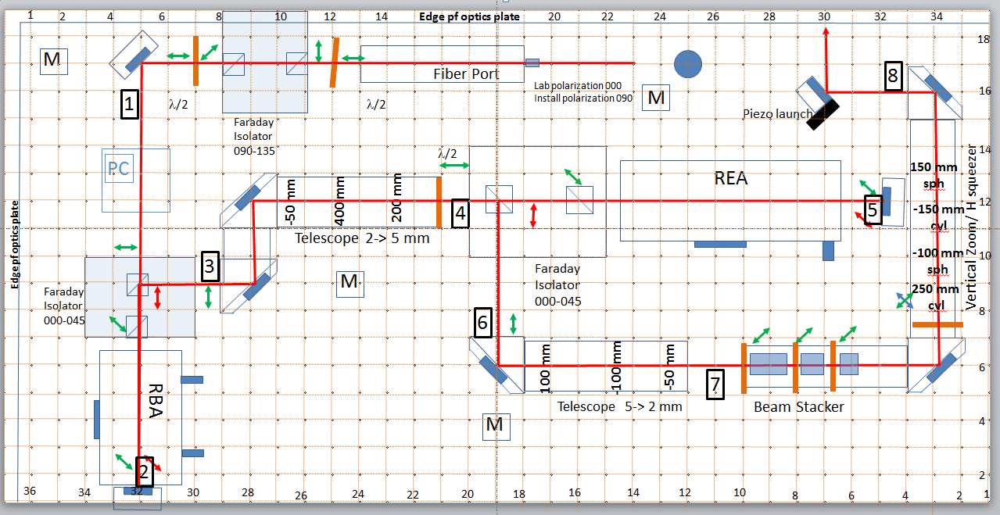 1 2 4 6 8 10 12 14 Edge pf optics plate 20 22 24 26 28 30 32 34
18
M
Fiber Port
8
λ/2
λ/2
1
Lab polarization 000
Install polarization 090
M
16
Faraday
Isolator
090-135
Piezo launch
14
PC
λ/2
REA
150 mm
sph
-50 mm
400 mm
200 mm
4
5
12
-150 mm
cyl
Vertical Zoom/ H squeezer
Edge pf optics plate
Telescope 2-> 5 mm
3
10
-100 mm
sph
Faraday
Isolator
000-045
M
Faraday
Isolator
000-045
250 mm
cyl
8
6
100 mm
-100 mm
-50 mm
6
7
RBA
Telescope 5-> 2 mm
Beam Stacker
M
4
2
2
36 34 32 30 28 26 24 22 20 18 16 14 12 10 8 6 4 2 1